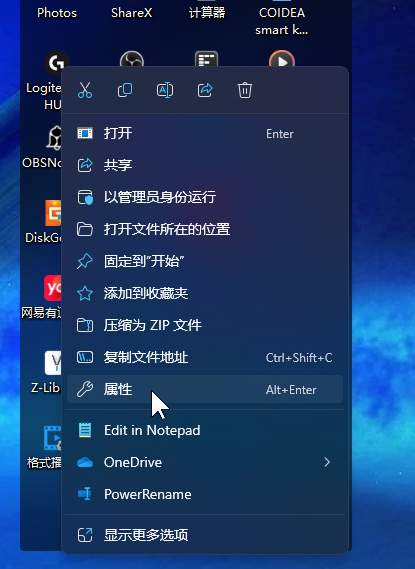 Photos
ShareX
计算器
COIDEA
smart k...
Logite
HU
OBSNo
DiskGe
网易有道
Z-Lib
格式播
打开
Enter
共享
以管理员身份运行
打开文件所在的位置
固定到"开始"
添加到收藏夹
压缩为 ZIP 文件
复制文件地址
Ctrl+Shift+C
属性
Alt+Enter
Edit in Notepad
OneDrive
PowerRename
显示更多选项